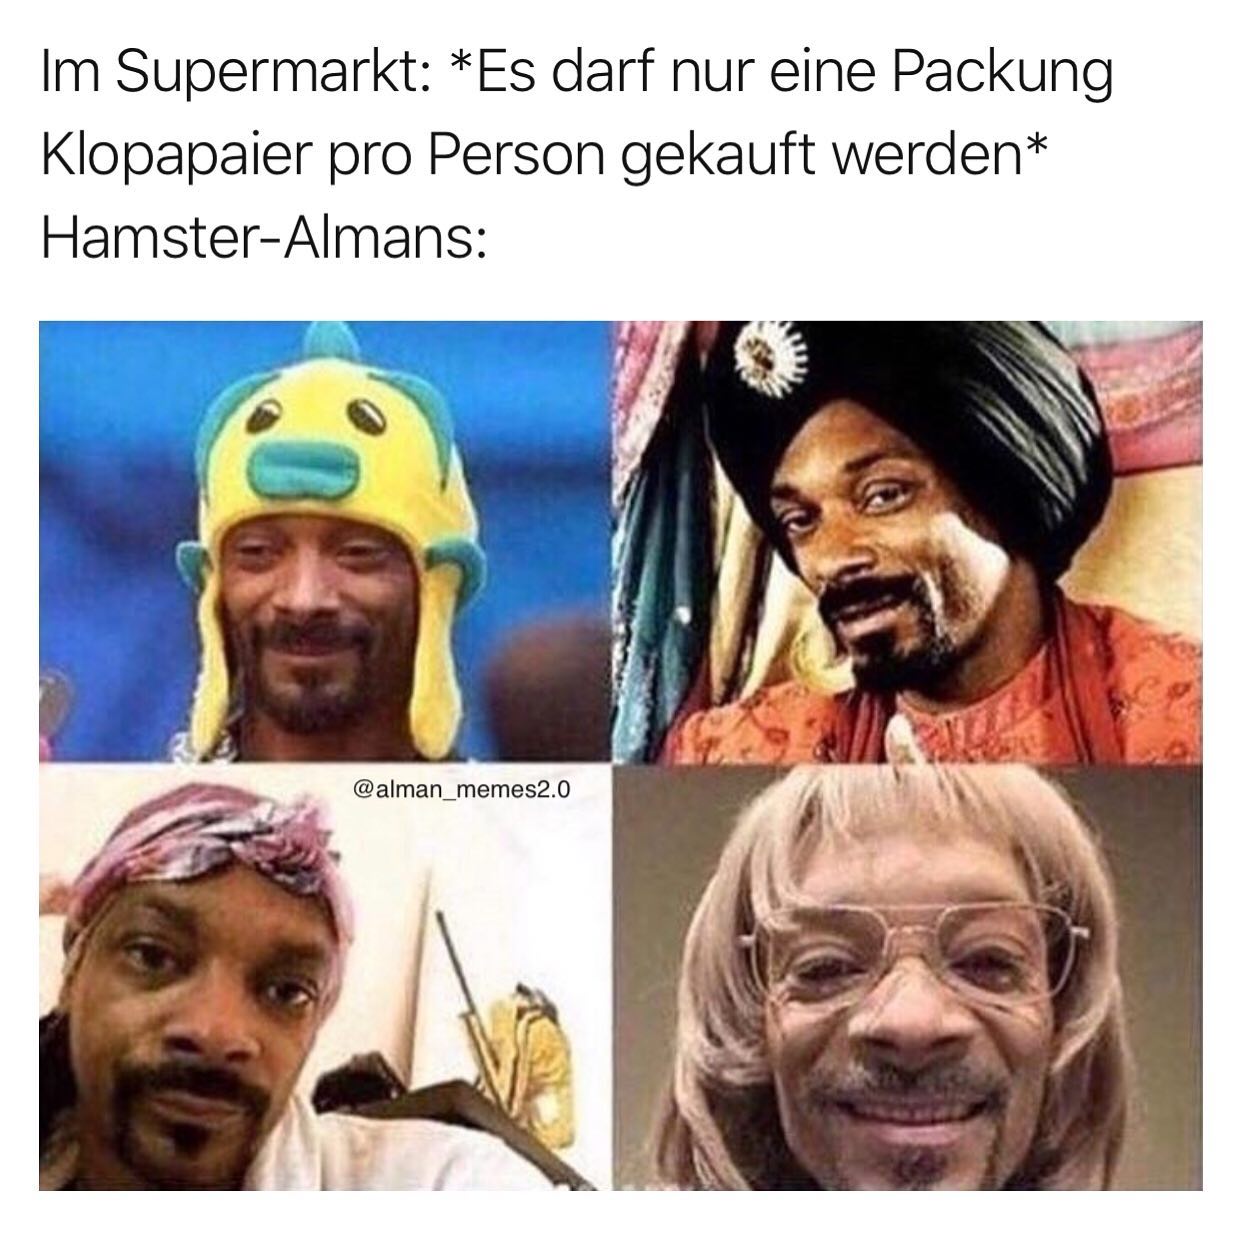 Im Supermarkt: *Es darf nur eine Packung
Klopapaier pro Person gekauft werden*
Hamster-Almans:
@alman_memes2.0